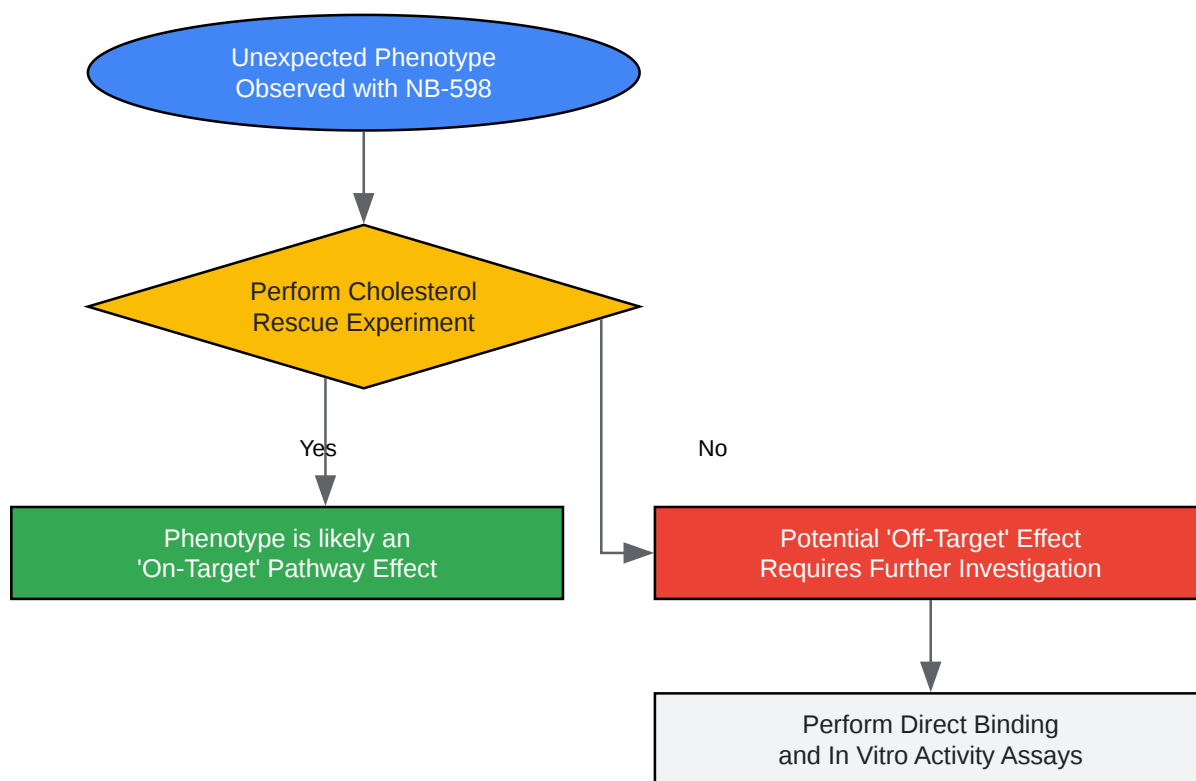 Unexpected Phenotype
Observed with NB-598
Perform Cholesterol
Rescue Experiment
Yes
No
Phenotype is likely an
'On-Target' Pathway Effect
Potential 'Off-Target' Effect
Requires Further Investigation
Perform Direct Binding
and In Vitro Activity Assays